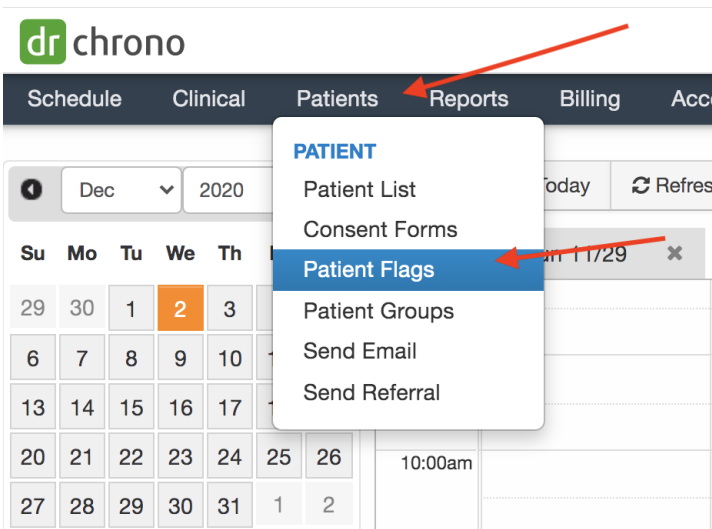 dr chrono
Schedule Clinical Patients Reports Billing
PATIENT
Patient List
Consent Forms
Patient Flags
Patient Groups
Send Email
Send Referral
Dec 2020
Su Mo Tu We Th
29 30 1 2 3
6 7 8 9 10
13 14 15 16 17
20 21 22 23 24 25 26
27 28 29 30 31 1 2
Today Refres
11/29
10:00am